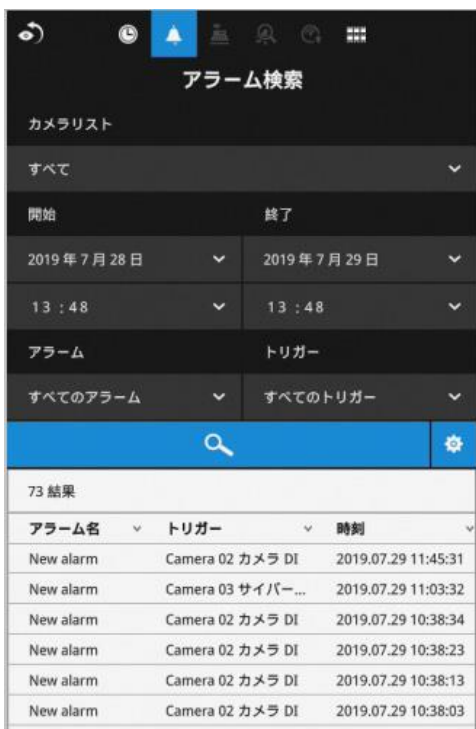 アラーム検索
カメラリスト
すべて
開始 終了
2019 年 7 月 28 日 2019 年 7 月 29 日
13 : 48 13 : 48
アラーム トリガー
すべてのアラーム すべてのトリガー
73 結果
アラーム名 トリガー 時刻
New alarm Camera 02 カメラ DI 2019.07.29 11:45:31
New alarm Camera 03 サイバー... 2019.07.29 11:03:32
New alarm Camera 02 カメラ DI 2019.07.29 10:38:34
New alarm Camera 02 カメラ DI 2019.07.29 10:38:23
New alarm Camera 02 カメラ DI 2019.07.29 10:38:13
New alarm Camera 02 カメラ DI 2019.07.29 10:38:03